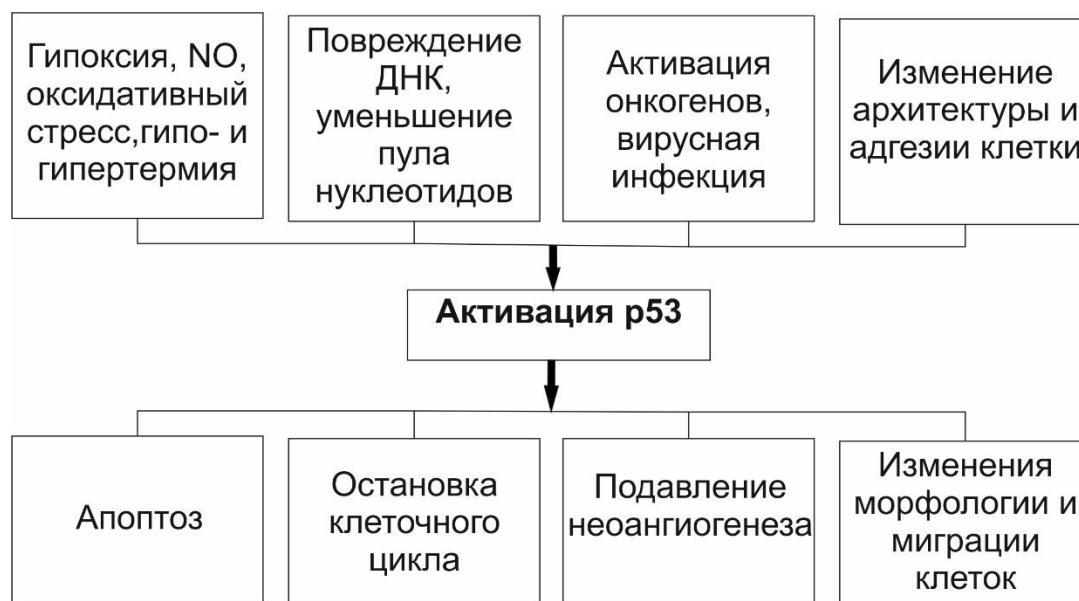 Гипоксия, NO,
оксидативный
стресс,гипо- и
гипертермия
Повреждение
ДНК,
уменьшение
пула
нуклеотидов
Активация
онкогенов,
вирусная
инфекция
Изменение
архитектуры и
адгезии клетки
Активация р53
Апоптоз
Остановка
клеточного
цикла
Подавление
неоангиогенеза
Изменения
морфологии и
миграции
клеток